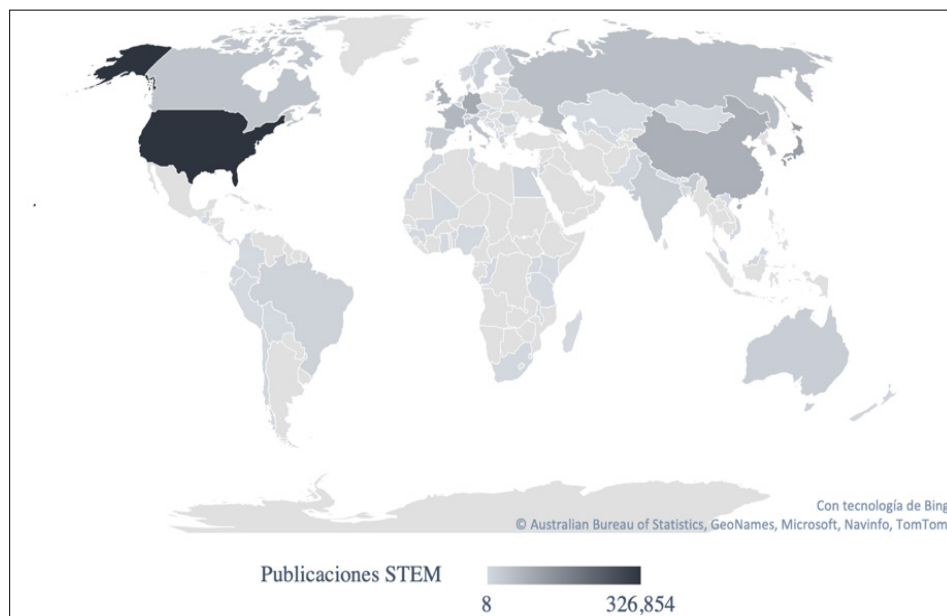 Con tecnología de Bing
© Australian Bureau of Statistics, GeoNames, Microsoft, Navinfo, TomTom
Publicaciones STEM
8 326,854